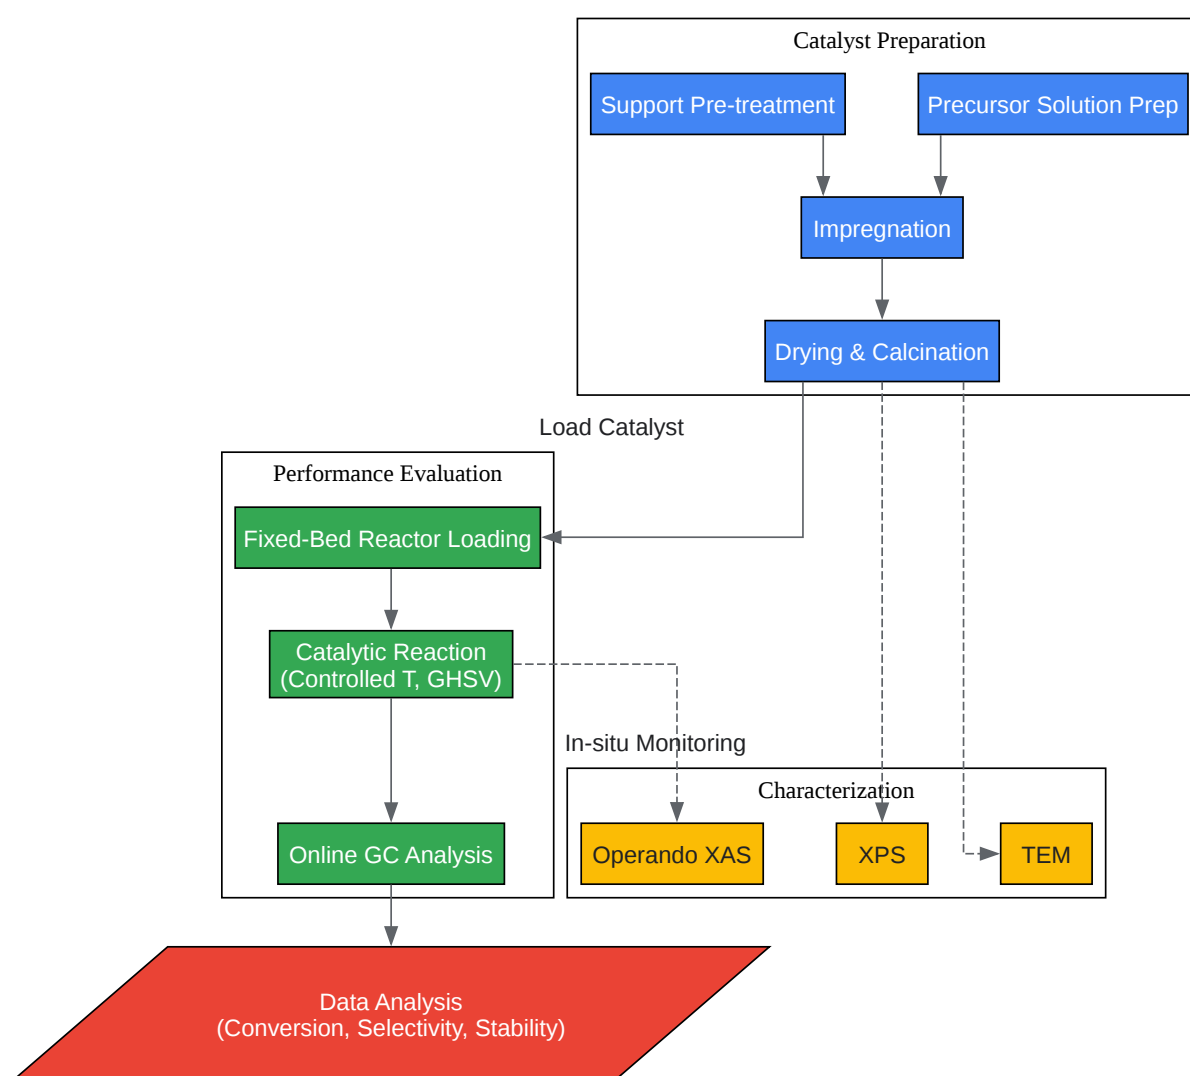 Catalyst Preparation
Support Pre-treatment
Precursor Solution Prep
Impregnation
Drying & Calcination
Load Catalyst
Performance Evaluation
Fixed-Bed Reactor Loading
Catalytic Reaction
(Controlled T, GHSV)
In-situ Monitoring
Characterization
Online GC Analysis
Operando XAS
XPS
TEM
Data Analysis
(Conversion, Selectivity, Stability)